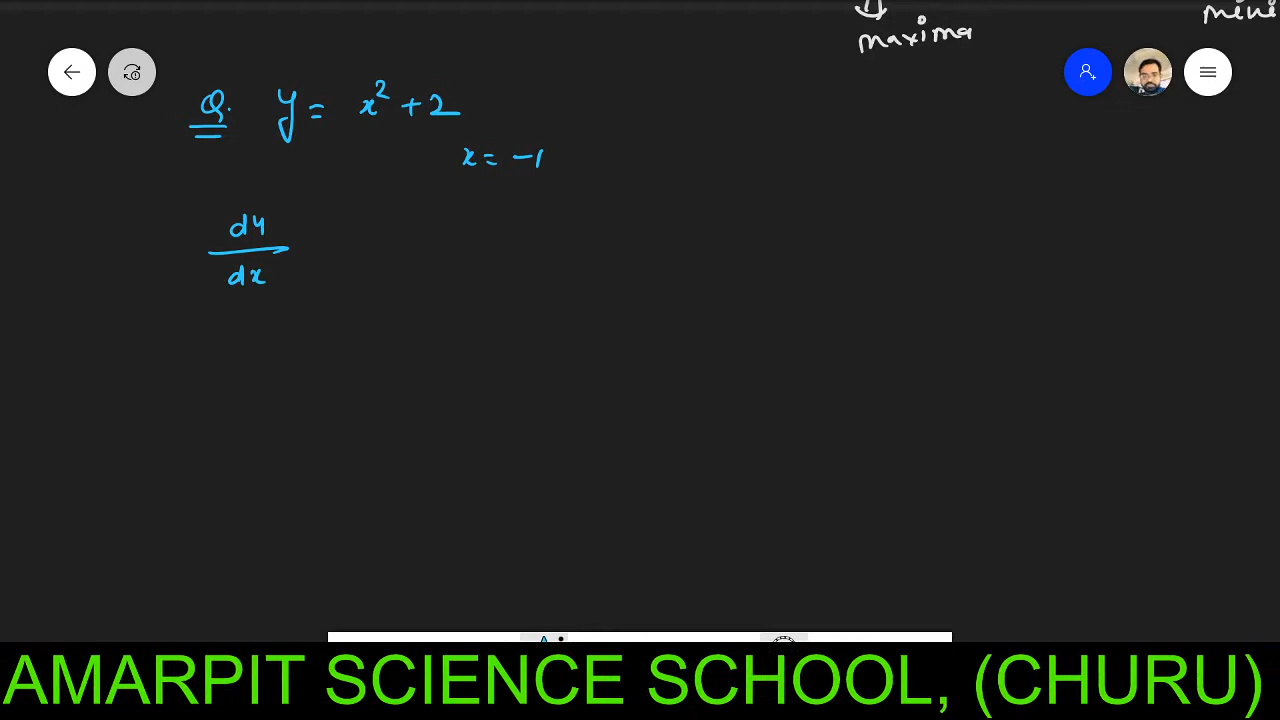 maxima
Q. y = x² + 2
x = -1
dy
dx
AMARPIT SCIENCE SCHOOL, (CHURU)